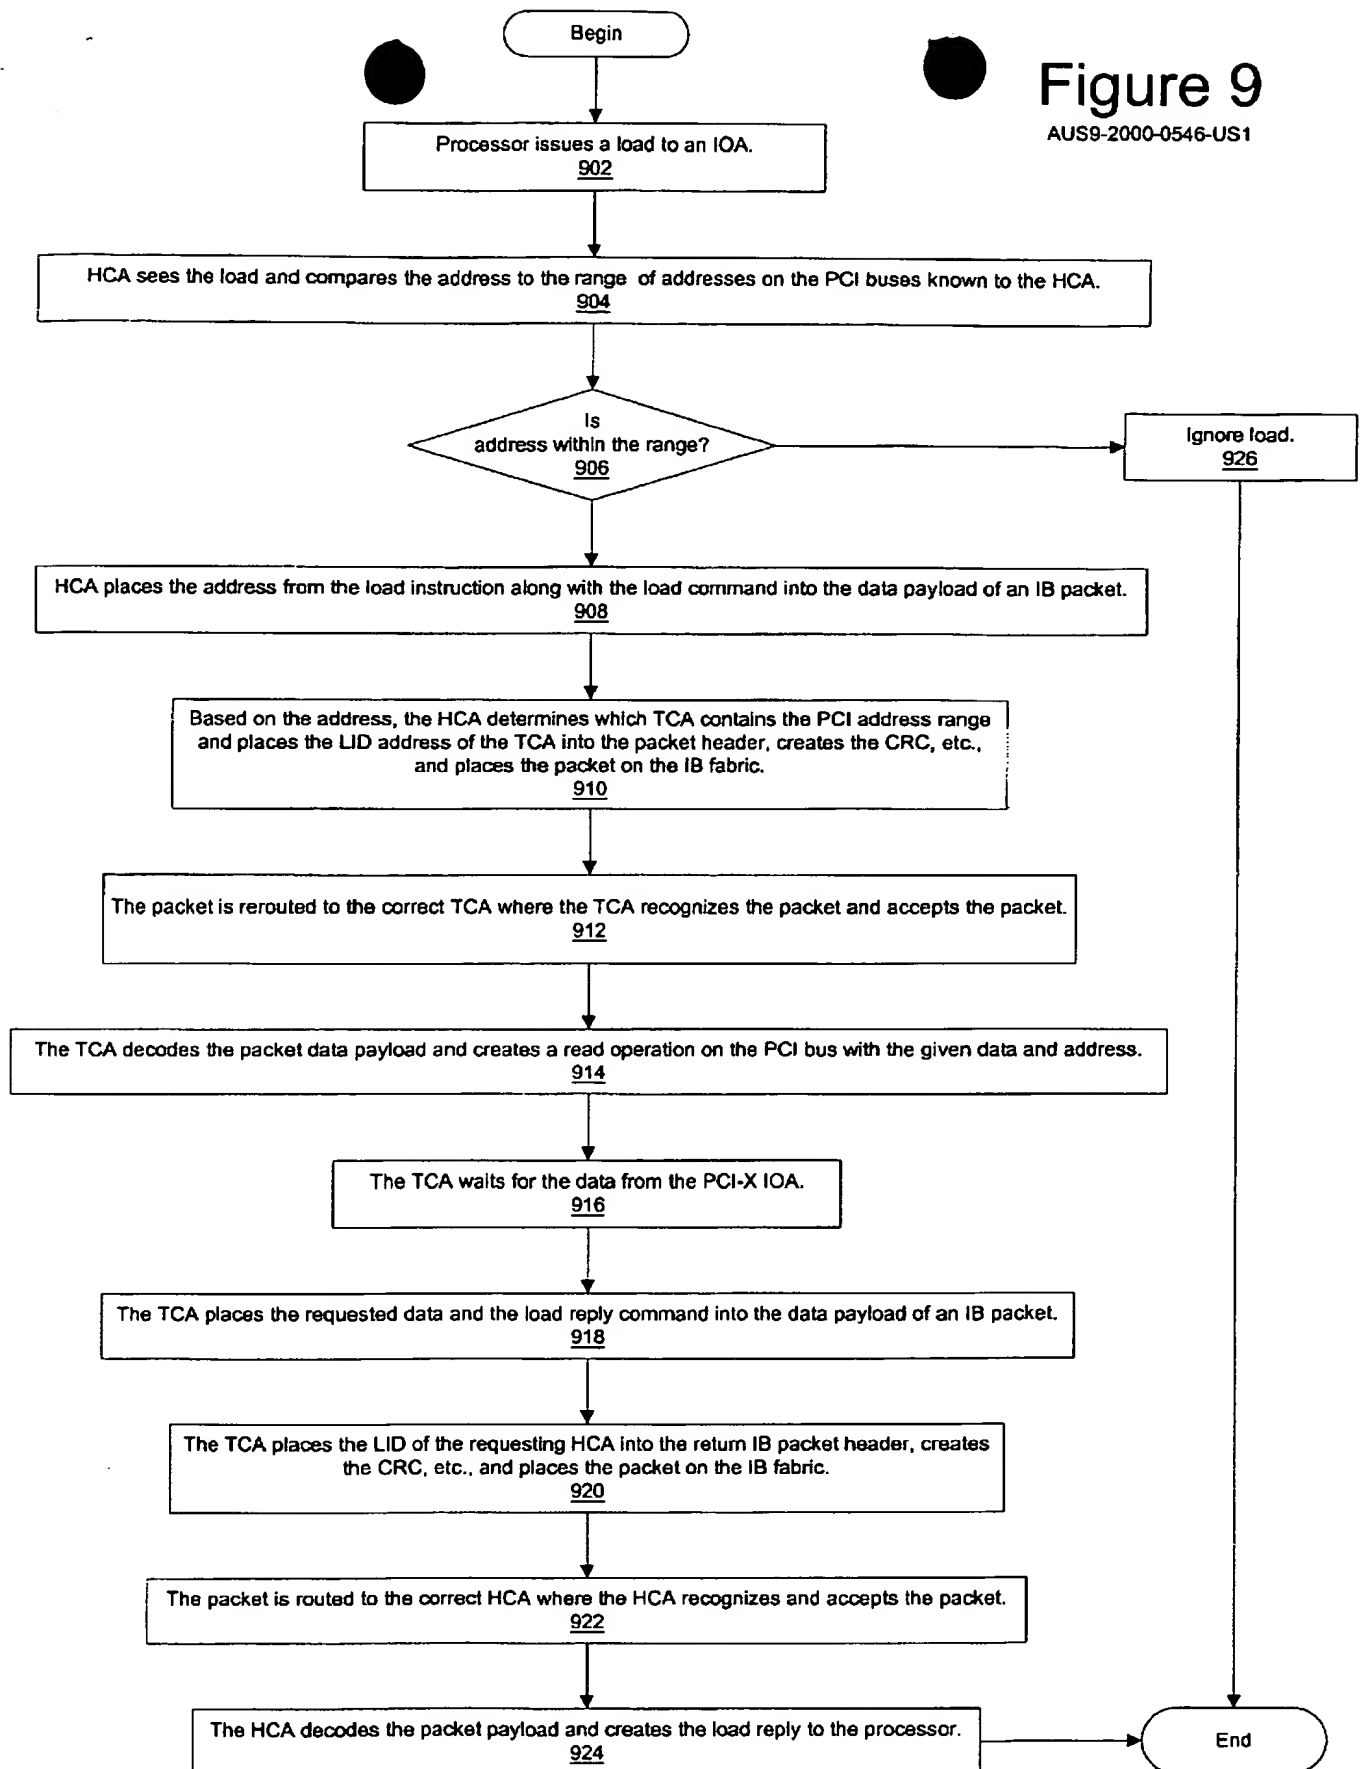 Begin
Figure 9
AUS9-2000-0546-US1
Processor issues a load to an IOA.
902
HCA sees the load and compares the address to the range of addresses on the PCI buses known to the HCA.
904
Is
address within the range?
906
Ignore load.
926
HCA places the address from the load instruction along with the load command into the data payload of an IB packet.
908
Based on the address, the HCA determines which TCA contains the PCI address range
and places the LID address of the TCA into the packet header, creates the CRC, etc.,
and places the packet on the IB fabric.
910
The packet is rerouted to the correct TCA where the TCA recognizes the packet and accepts the packet.
912
The TCA decodes the packet data payload and creates a read operation on the PCI bus with the given data and address.
914
The TCA waits for the data from the PCI-X IOA.
916
The TCA places the requested data and the load reply command into the data payload of an IB packet.
918
The TCA places the LID of the requesting HCA into the return IB packet header, creates
the CRC, etc., and places the packet on the IB fabric.
920
The packet is routed to the correct HCA where the HCA recognizes and accepts the packet.
922
The HCA decodes the packet payload and creates the load reply to the processor.
924
End